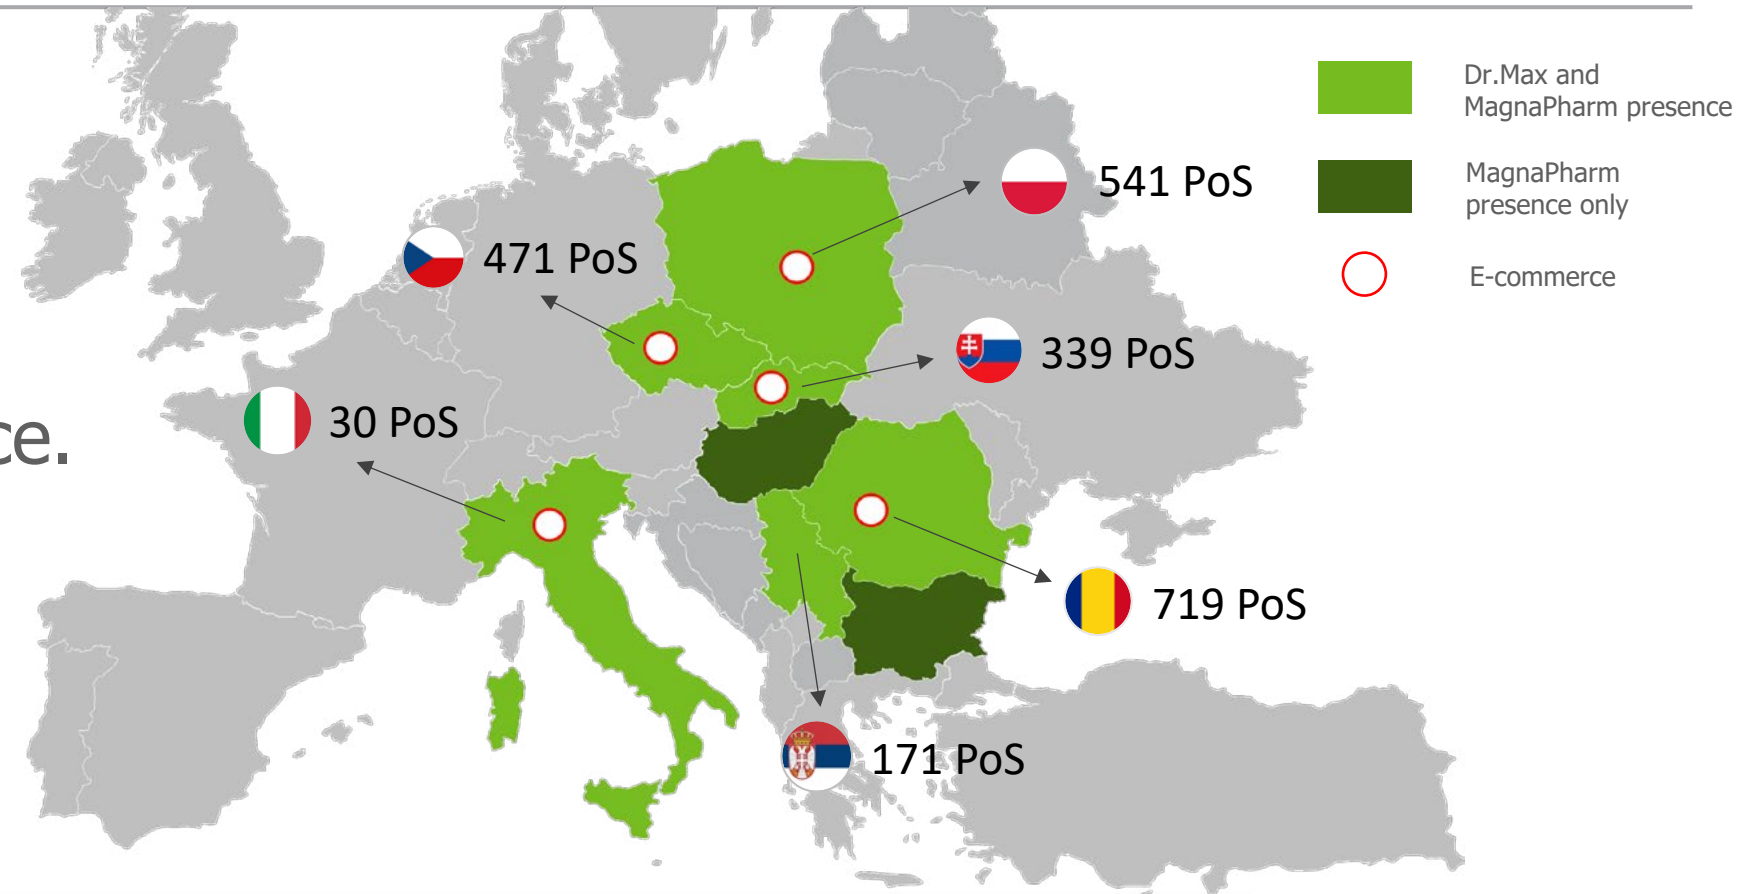 Dr.Max and
MagnaPharm presence
MagnaPharm
presence only
E-commerce
541 PoS
471 PoS
339 PoS
30 PoS
ce.
719 PoS
171 PoS